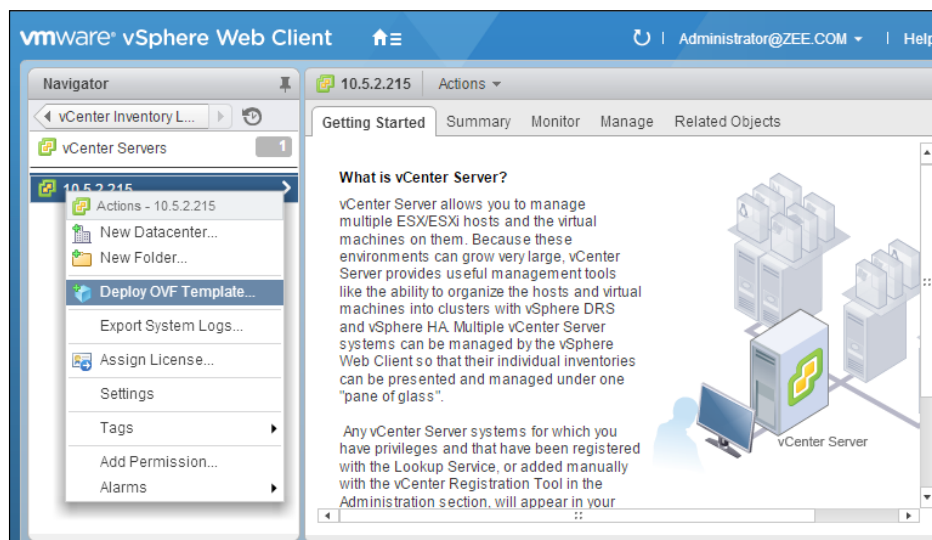 vmware® vSphere Web Client
Administrator@ZEE.COM
Help
Navigator
vCenter Inventory L...
vCenter Servers
1
10.5.2.215
Actions - 10.5.2.215
New Datacenter...
New Folder...
Deploy OVF Template...
Export System Logs...
Assign License...
Settings
Tags
Add Permission...
Alarms
10.5.2.215 Actions
Getting Started Summary Monitor Manage Related Objects
What is vCenter Server?
vCenter Server allows you to manage
multiple ESX/ESXi hosts and the virtual
machines on them. Because these
environments can grow very large, vCenter
Server provides useful management tools
like the ability to organize the hosts and virtual
machines into clusters with vSphere DRS
and vSphere HA. Multiple vCenter Server
systems can be managed by the vSphere
Web Client so that their individual inventories
can be presented and managed under one
"pane of glass".
Any vCenter Server systems for which you
have privileges and that have been registered
with the Lookup Service, or added manually
with the vCenter Registration Tool in the
Administration section, will appear in your
vCenter Server